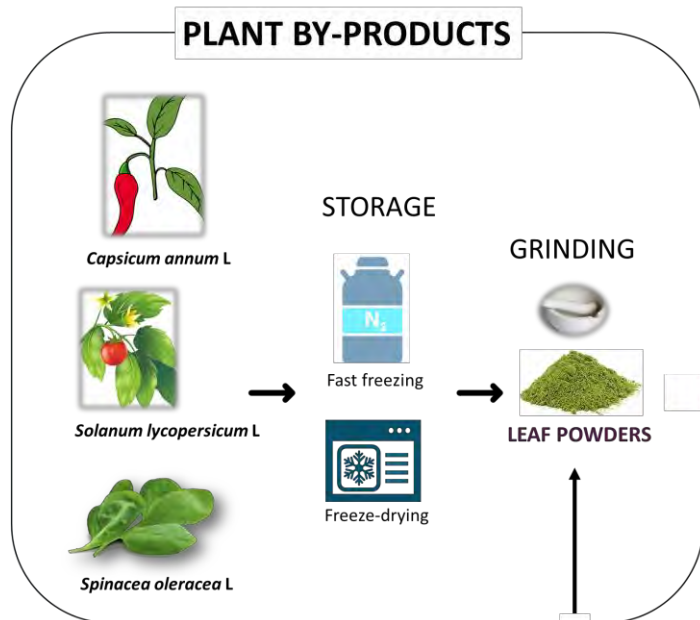 PLANT BY-PRODUCTS
Capsicum annum L
Solanum lycopersicum L
Spinacea oleracea L
STORAGE
N₂
Fast freezing
Freeze-drying
GRINDING
LEAF POWDERS